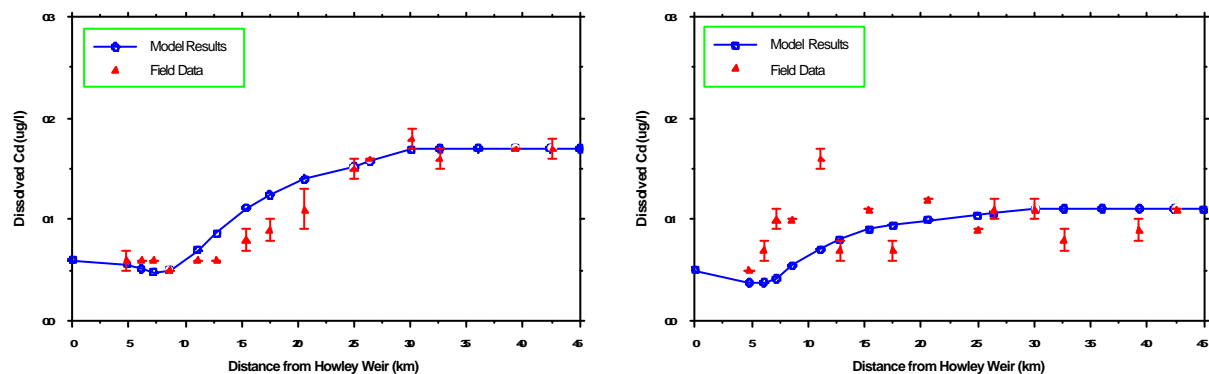 Dissolved Cd (ug/l)
03
02
01
00
Model Results
Field Data
0 5 10 15 20 25 30 35 40 45
Distance from Howley Weir (km)
Dissolved Cd (ug/l)
03
02
01
00
Model Results
Field Data
0 5 10 15 20 25 30 35 40 45
Distance from Howley Weir (km)